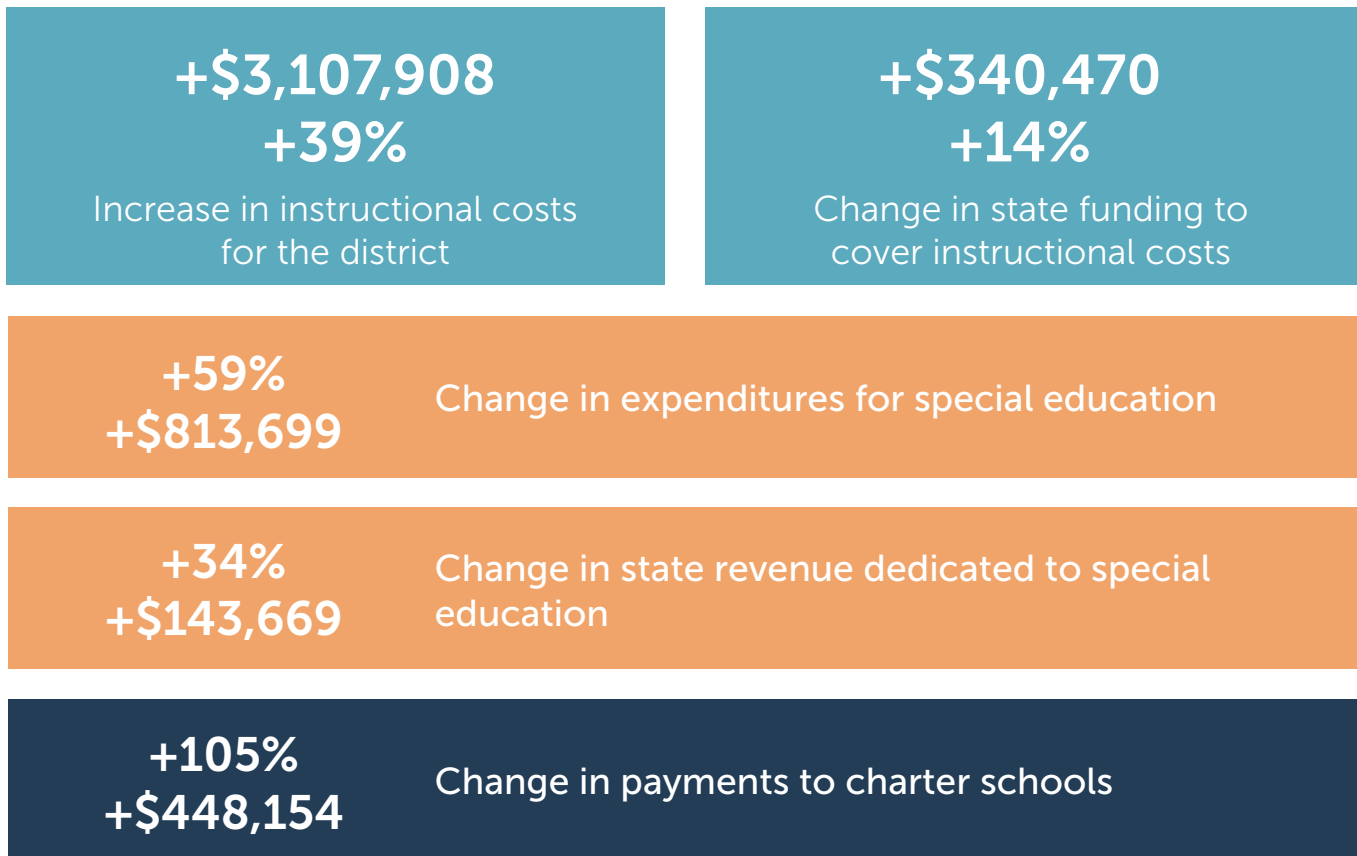 +$3,107,908
+39%
Increase in instructional costs
for the district
+$340,470
+14%
Change in state funding to
cover instructional costs
+59%
+$813,699
Change in expenditures for special education
+34%
+$143,669
Change in state revenue dedicated to special
education
+105%
+$448,154
Change in payments to charter schools